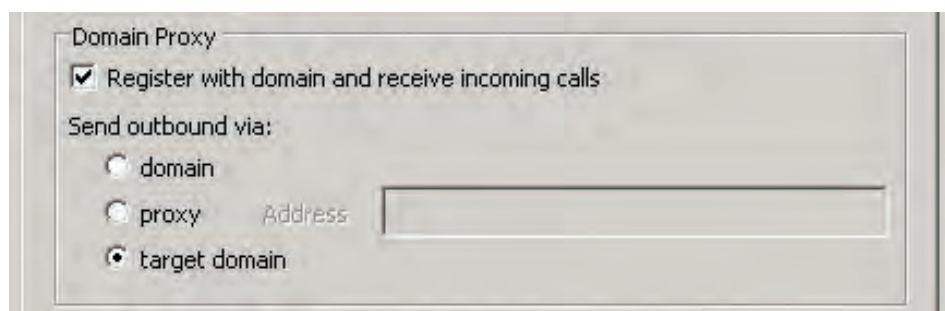 Domain Proxy
Register with domain and receive incoming calls
Send outbound via:
domain
proxy Address
target domain